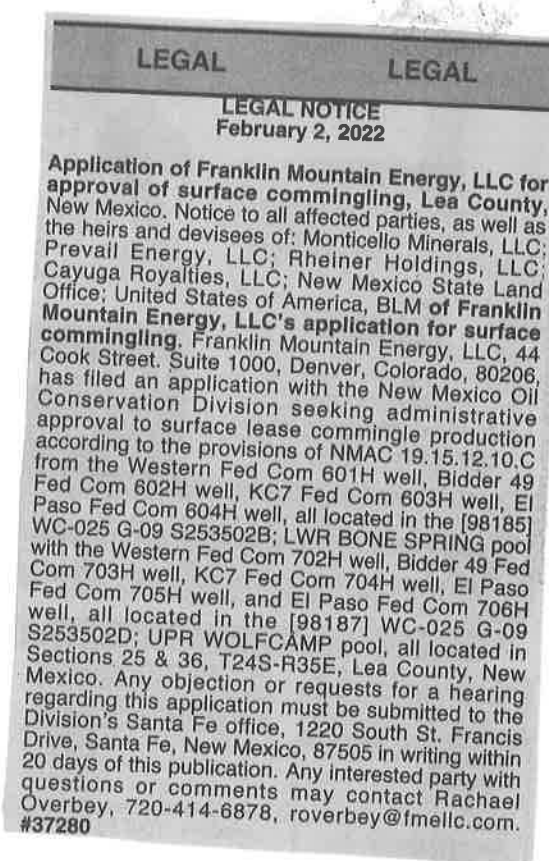 LEGAL LEGAL
LEGAL NOTICE
February 2, 2022
Application of Franklin Mountain Energy, LLC for
approval of surface commingling, Lea County,
New Mexico. Notice to all affected parties, as well as
the heirs and devisees of: Monticello Minerals, LLC;
Prevail Energy, LLC; Rheiner Holdings, LLC;
Cayuga Royalties, LLC; New Mexico State Land
Office; United States of America, BLM of Franklin
Mountain Energy, LLC's application for surface
commingling. Franklin Mountain Energy, LLC, 44
Cook Street. Suite 1000, Denver, Colorado, 80206,
has filed an application with the New Mexico Oil
Conservation Division seeking administrative
approval to surface lease commingle production
according to the provisions of NMAC 19.15.12.10.C
from the Western Fed Com 601H well, Bidder 49
Fed Com 602H well, KC7 Fed Com 603H well, El
Paso Fed Com 604H well, all located in the [98185]
WC-025 G-09 S253502B; LWR BONE SPRING pool
with the Western Fed Com 702H well, Bidder 49 Fed
Com 703H well, KC7 Fed Com 704H well, El Paso
Fed Com 705H well, and El Paso Fed Com 706H
well, all located in the [98187] WC-025 G-09
S253502D; UPR WOLFCAMP pool, all located in
Sections 25 & 36, T24S-R35E, Lea County, New
Mexico. Any objection or requests for a hearing
regarding this application must be submitted to the
Division's Santa Fe office, 1220 South St. Francis
Drive, Santa Fe, New Mexico, 87505 in writing within
20 days of this publication. Any interested party with
questions or comments may contact Rachael
Overbey, 720-414-6878, roverbey@fmellc.com.
#37280